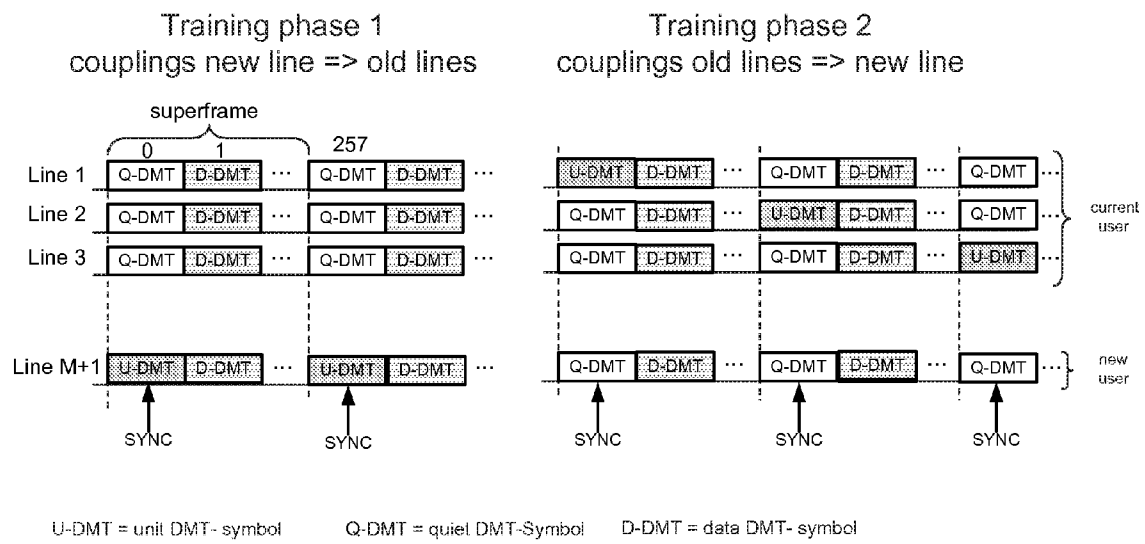 Training phase 1
couplings new line => old lines
Training phase 2
couplings old lines => new line
superframe
0 1 257
Line 1 Q-DMT D-DMT ... Q-DMT D-DMT ... U-DMT D-DMT ... Q-DMT D-DMT ... Q-DMT ...
Line 2 Q-DMT D-DMT ... Q-DMT D-DMT ... Q-DMT D-DMT ... U-DMT D-DMT ... Q-DMT ...
current
user
Line 3 Q-DMT D-DMT ... Q-DMT D-DMT ... Q-DMT D-DMT ... Q-DMT D-DMT ... U-DMT ...
Line M+1 U-DMT D-DMT ... U-DMT D-DMT ... Q-DMT D-DMT ... Q-DMT D-DMT ... Q-DMT ...
new
user
SYNC SYNC SYNC SYNC SYNC
U-DMT = unit DMT- symbol Q-DMT = quiet DMT-Symbol D-DMT = data DMT- symbol